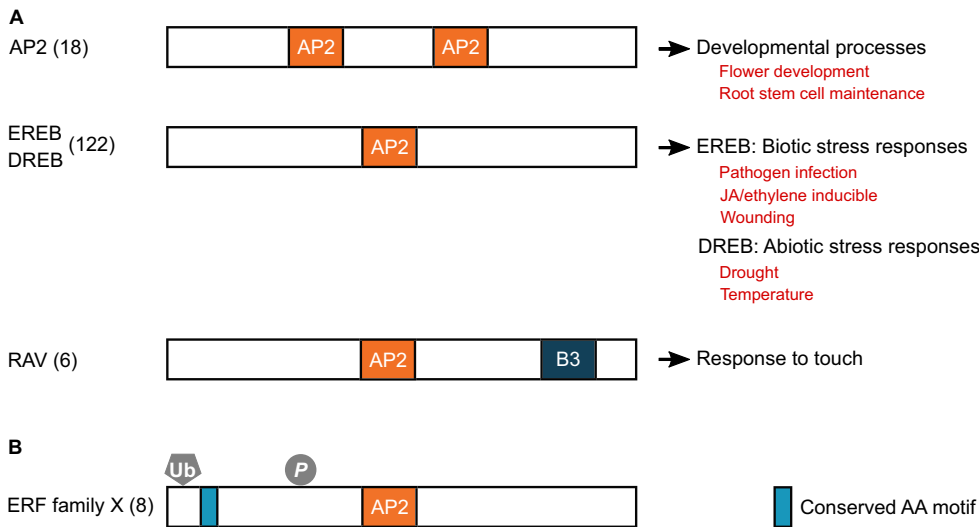 A
AP2 (18)
AP2
AP2
Developmental processes
Flower development
Root stem cell maintenance
EREB
DREB
(122)
AP2
EREB: Biotic stress responses
Pathogen infection
JA/ethylene inducible
Wounding
DREB: Abiotic stress responses
Drought
Temperature
RAV (6)
AP2
B3
Response to touch
B
Ub
P
ERF family X (8)
AP2
Conserved AA motif